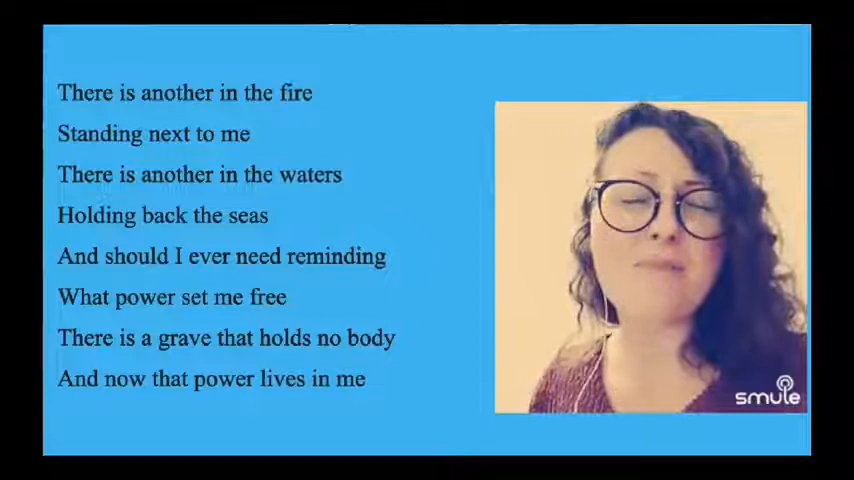 There is another in the fire
Standing next to me
There is another in the waters
Holding back the seas
And should I ever need reminding
What power set me free
There is a grave that holds no body
And now that power lives in me
smule